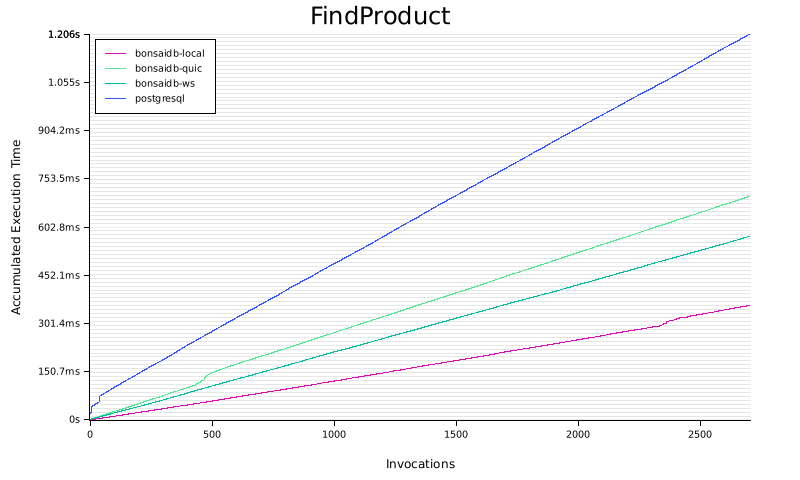 FindProduct
1.206s
bonsaidb-local
bonsaidb-quic
bonsaidb-ws
postgresql
1.055s
904.2ms
753.5ms
602.8ms
452.1ms
301.4ms
150.7ms
0s
Accumulated Execution Time
0 500 1000 1500 2000 2500
Invocations